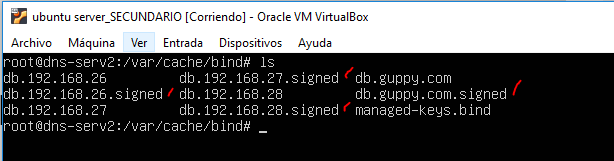 ubuntu server_SECUNDARIO [Corriendo] - Oracle VM VirtualBox
Archivo Máquina Ver Entrada Dispositivos Ayuda
root@dns-serv2:/var/cache/bind# ls
db.192.168.26 db.192.168.27.signed db.guppy.com
db.192.168.26.signed db.192.168.28 db.guppy.com.signed
db.192.168.27 db.192.168.28.signed managed-keys.bind
root@dns-serv2:/var/cache/bind# _